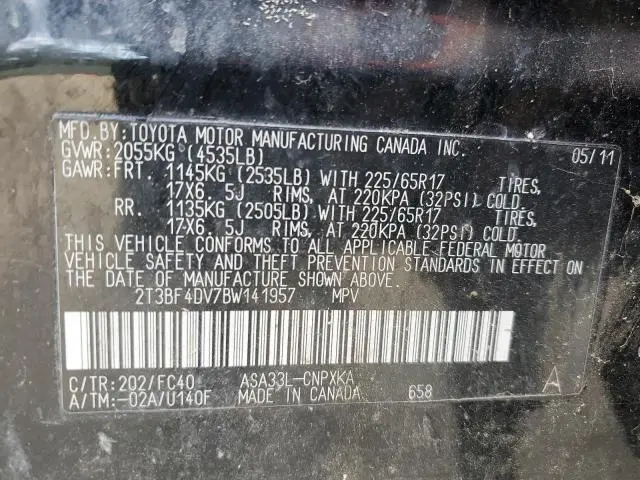 MFD.BY:TOYOTA MOTOR MANUFACTURING CANADA INC.
GVWR:2055KG (4535LB) 05/11
GAWR:FRT. 1145KG (2535LB) WITH 225/65R17 TIRES,
17X6. 5J RIMS, AT 220KPA (32PSI) COLD.
RR. 1135KG (2505LB) WITH 225/65R17 TIRES,
17X6. 5J RIMS, AT 220KPA (32PSI) COLD.
THIS VEHICLE CONFORMS TO ALL APPLICABLE FEDERAL MOTOR
VEHICLE SAFETY AND THEFT PREVENTION STANDARDS IN EFFECT ON
THE DATE OF MANUFACTURE SHOWN ABOVE.
2T3BF4DV7BW141957 MPV
C/TR:202/FC40 ASA33L-CNPXKA A
A/TM:-02A/U140F MADE IN CANADA 658